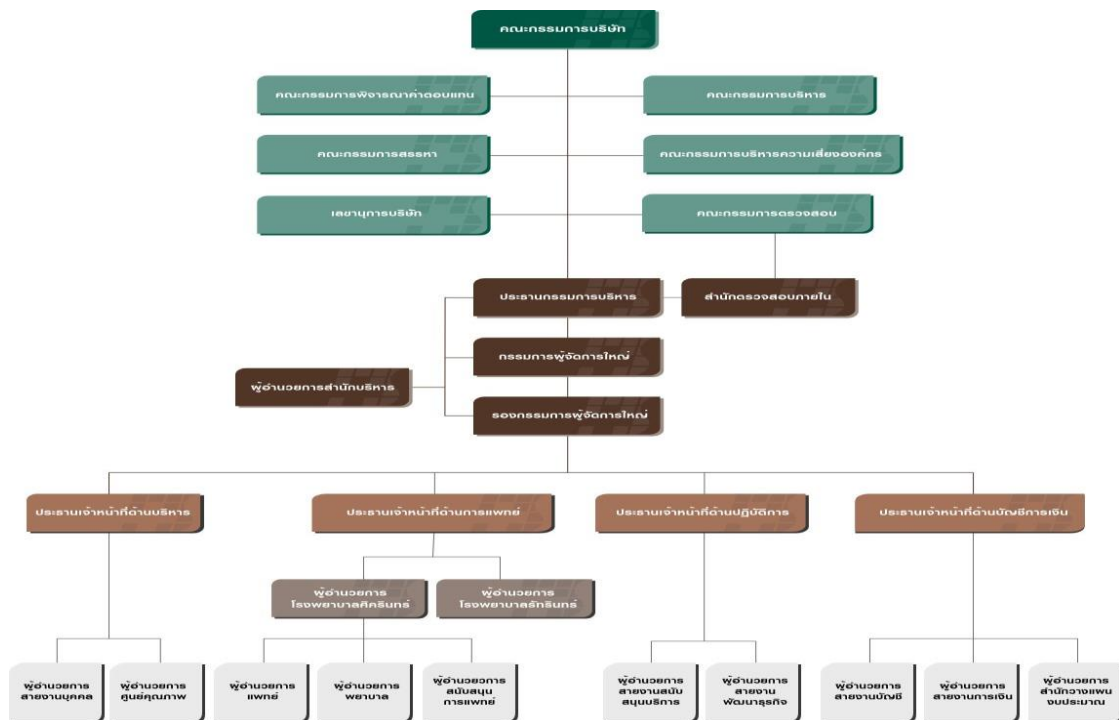 คณะกรรมการบริษัท
คณะกรรมการพิจารณาค่าตอบแทน
คณะกรรมการบริหาร
คณะกรรมการสรรหา
คณะกรรมการบริหารความเสี่ยงองค์กร
เลขานุการบริษัท
คณะกรรมการตรวจสอบ
ประธานกรรมการบริหาร
สำนักตรวจสอบภายใน
กรรมการผู้จัดการใหญ่
ผู้อำนวยการสำนักบริหาร
รองกรรมการผู้จัดการใหญ่
ประธานเจ้าหน้าที่ด้านบริหาร
ประธานเจ้าหน้าที่ด้านการแพทย์
ประธานเจ้าหน้าที่ด้านปฏิบัติการ
ประธานเจ้าหน้าที่ด้านบัญชีการเงิน
ผู้อำนวยการ
โรงพยาบาลศิครินทร์
ผู้อำนวยการ
โรงพยาบาลรัทรินทร์
ผู้อำนวยการ
สายงานบุคคล
ผู้อำนวยการ
ศูนย์คุณภาพ
ผู้อำนวยการ
แพทย์
ผู้อำนวยการ
พยาบาล
ผู้อำนวยวการ
สนับสนุน
การแพทย์
ผู้อำนวยการ
สายงานสนับ
สนุนบริการ
ผู้อำนวยการ
สายงาน
พัฒนาธุรกิจ
ผู้อำนวยการ
สายงานบัญชี
ผู้อำนวยการ
สายงานการเงิน
ผู้อำนวยการ
สำนักวางแผน
งบประมาณ